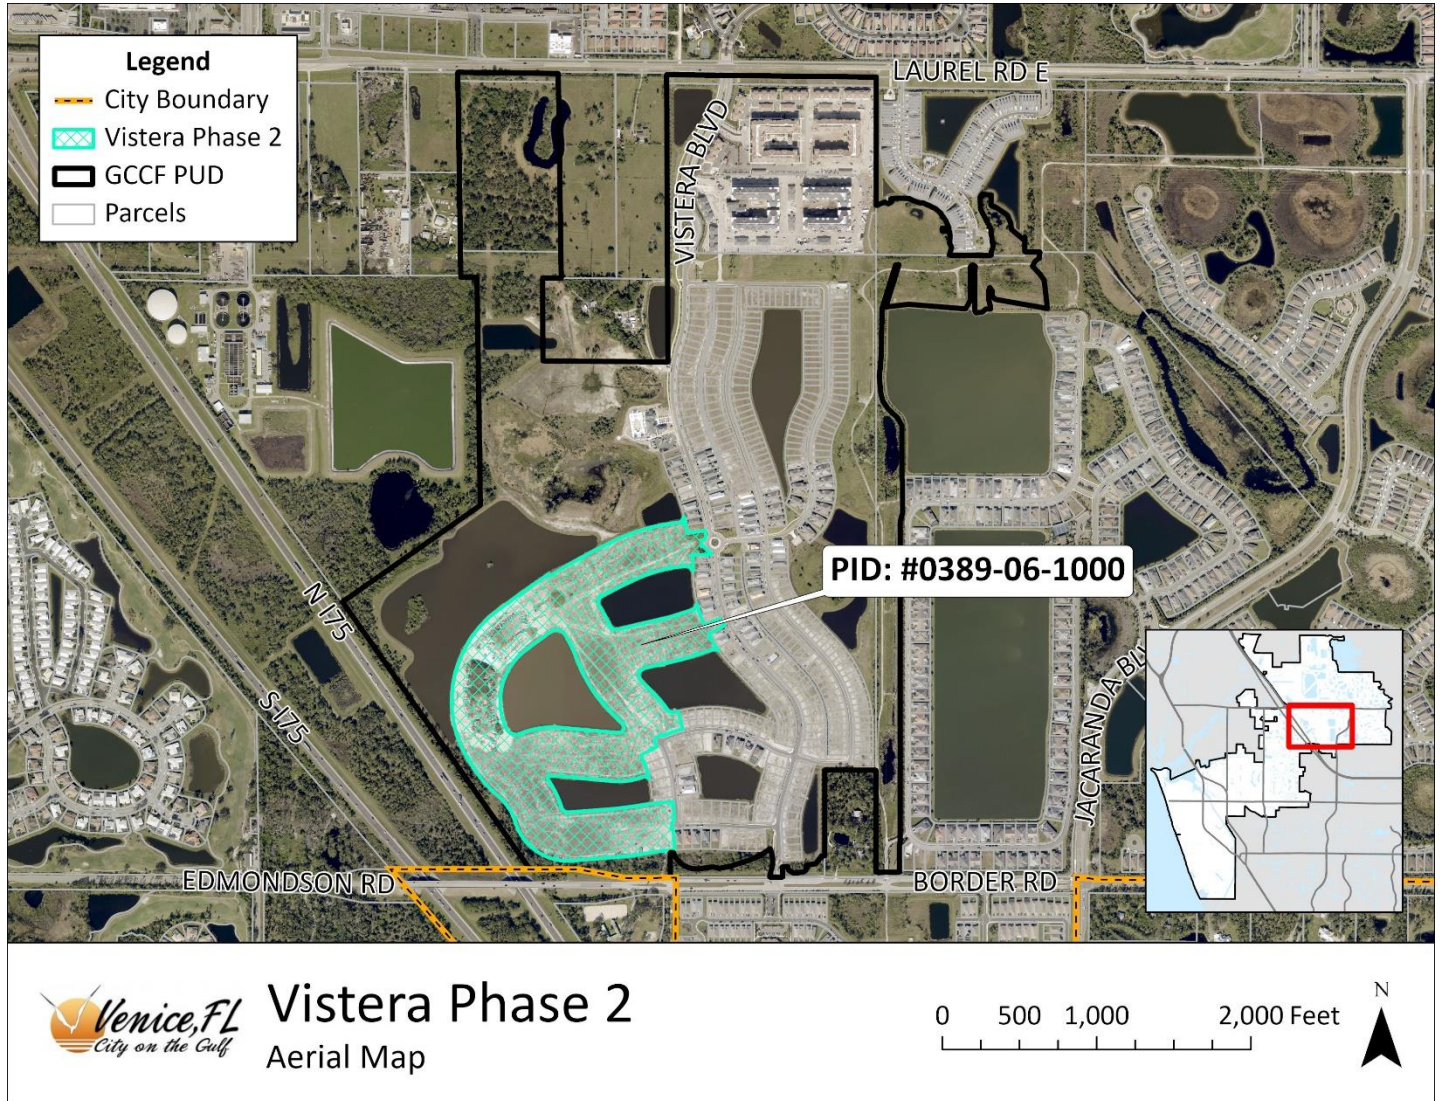 Legend
City Boundary
Vistera Phase 2
GCCF PUD
Parcels
LAUREL RD E
VISTERA BLVD
PID: #0389-06-1000
N I75
S I75
JACARANDA BL
EDMONDSON RD
BORDER RD
Venice, FL
City on the Gulf
Vistera Phase 2
Aerial Map
0 500 1,000 2,000 Feet
N